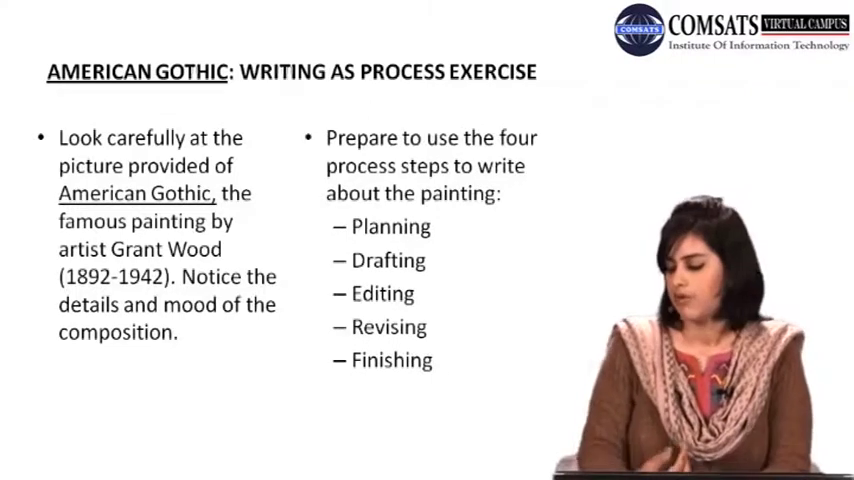 COMSATS VIRTUAL CAMPUS
Institute Of Information Technology
COMSATS
AMERICAN GOTHIC: WRITING AS PROCESS EXERCISE
• Look carefully at the
picture provided of
American Gothic, the
famous painting by
artist Grant Wood
(1892-1942). Notice the
details and mood of the
composition.
• Prepare to use the four
process steps to write
about the painting:
– Planning
– Drafting
– Editing
– Revising
– Finishing